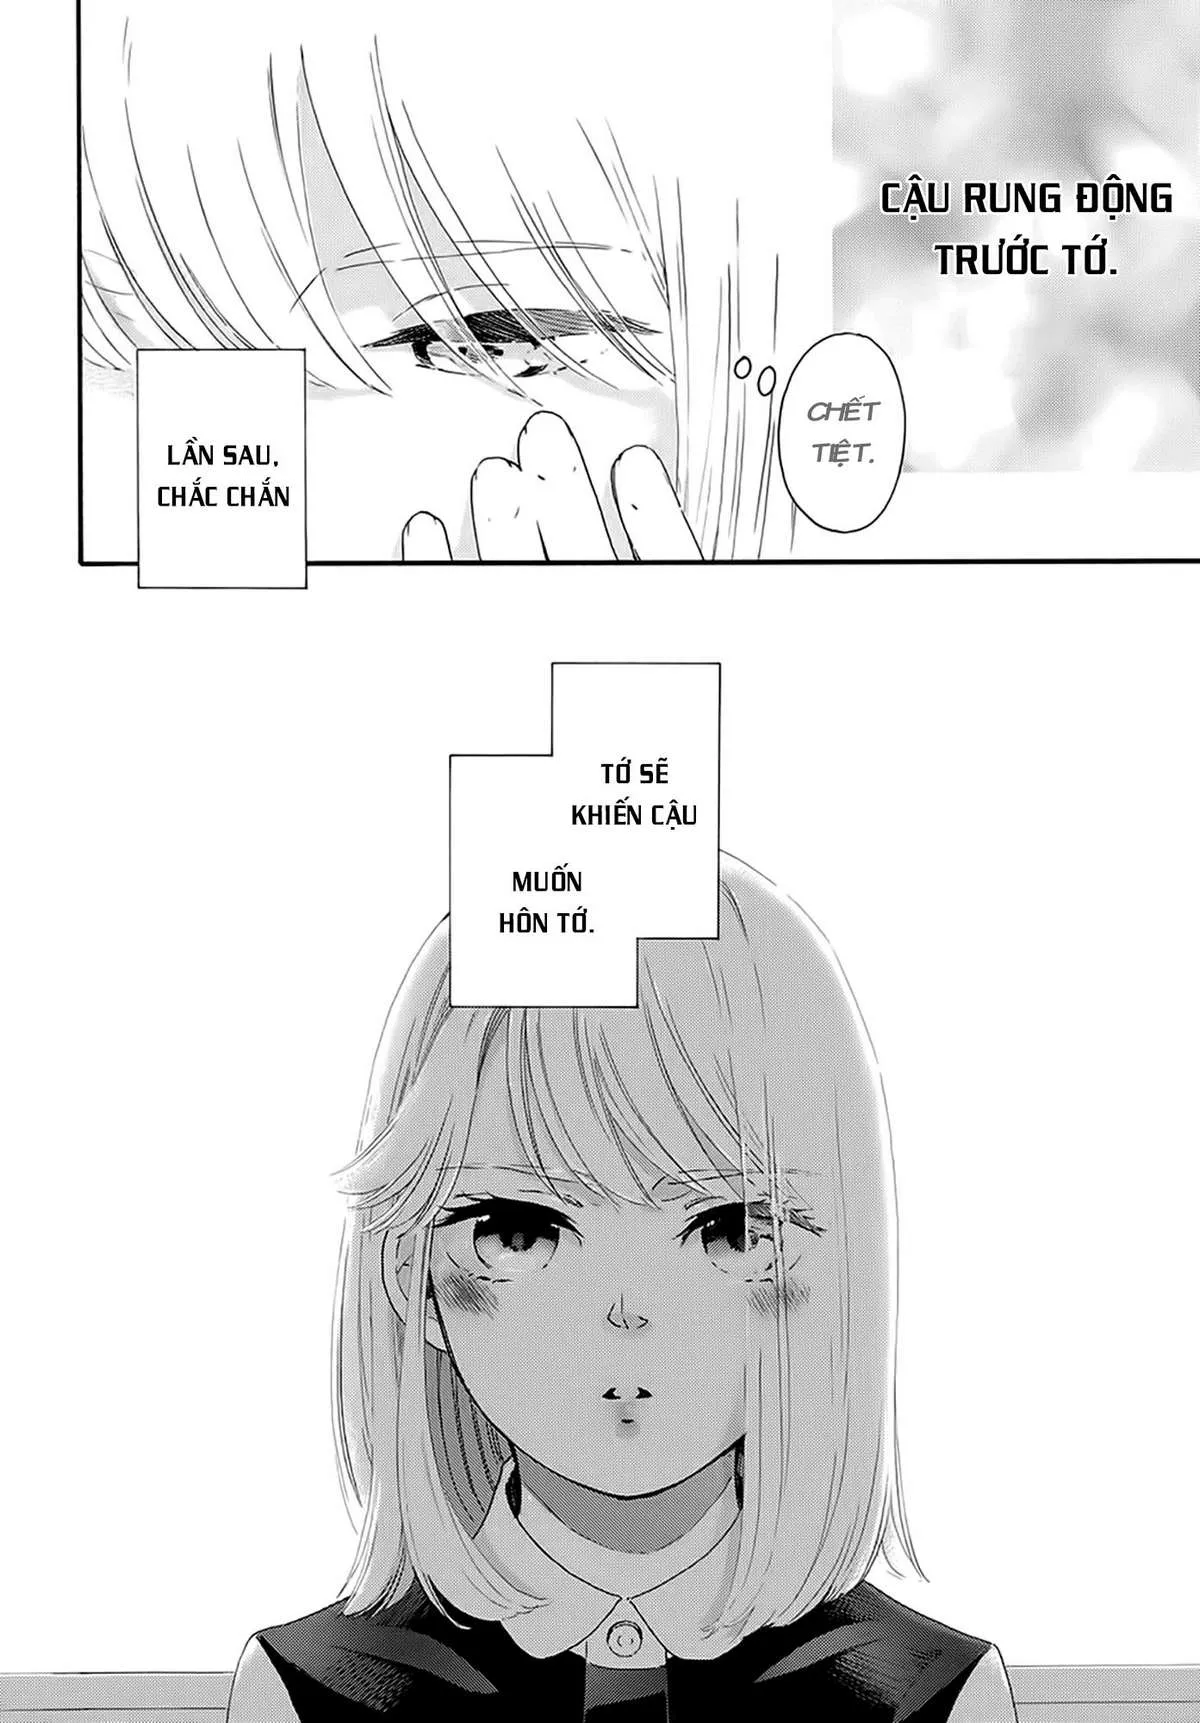 CẬU RUNG ĐỘNG
TRƯỚC TỚ.
CHẾT
TIỆT.
LẦN SAU,
CHẮC CHẮN
TỚ SẼ
KHIẾN CẬU
MUỐN
HÔN TỚ.